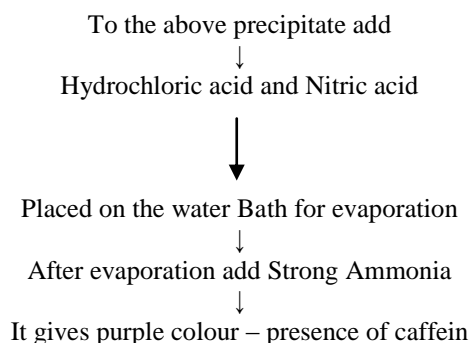 To the above precipitate add
↓
Hydrochloric acid and Nitric acid
Placed on the water Bath for evaporation
↓
After evaporation add Strong Ammonia
↓
It gives purple colour – presence of caffein